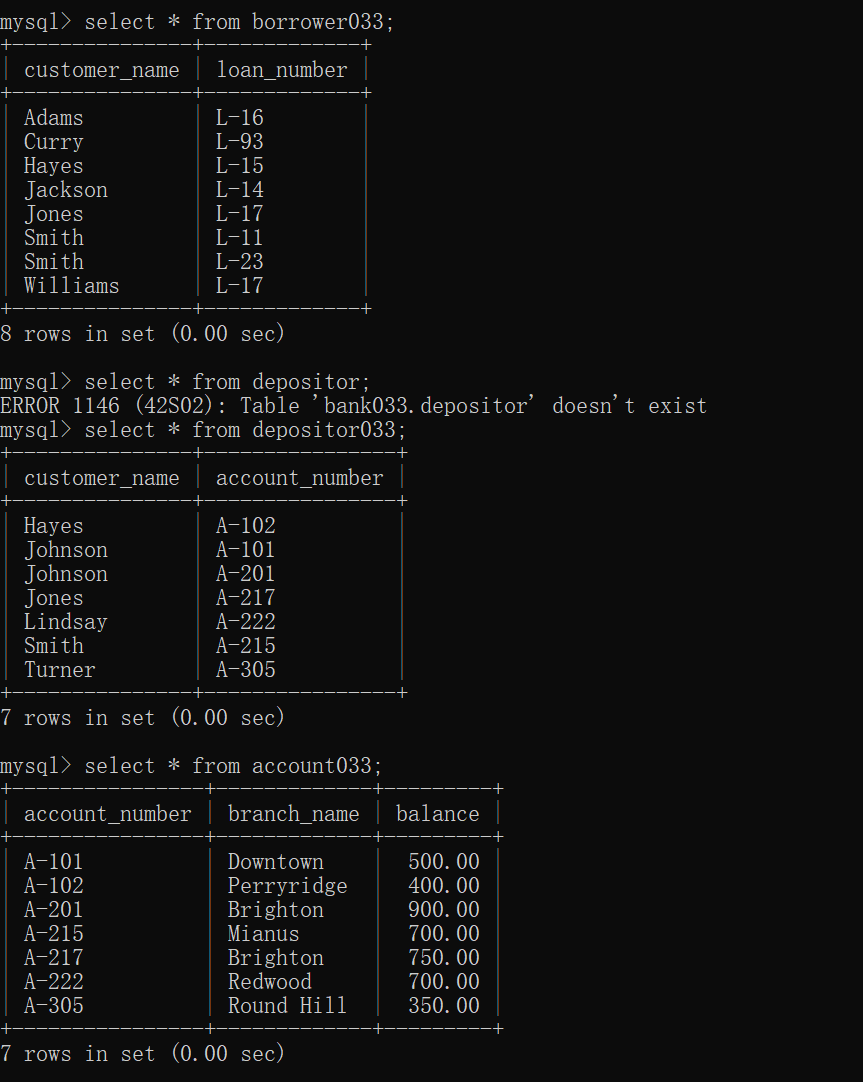 mysql> select * from borrower033;
+---------------+-------------+
| customer_name | loan_number |
+---------------+-------------+
| Adams         | L-16        |
| Curry         | L-93        |
| Hayes         | L-15        |
| Jackson       | L-14        |
| Jones         | L-17        |
| Smith         | L-11        |
| Smith         | L-23        |
| Williams      | L-17        |
+---------------+-------------+
8 rows in set (0.00 sec)

mysql> select * from depositor;
ERROR 1146 (42S02): Table 'bank033.depositor' doesn't exist
mysql> select * from depositor033;
+---------------+----------------+
| customer_name | account_number |
+---------------+----------------+
| Hayes         | A-102          |
| Johnson       | A-101          |
| Johnson       | A-201          |
| Jones         | A-217          |
| Lindsay       | A-222          |
| Smith         | A-215          |
| Turner        | A-305          |
+---------------+----------------+
7 rows in set (0.00 sec)

mysql> select * from account033;
+----------------+-------------+---------+
| account_number | branch_name | balance |
+----------------+-------------+---------+
| A-101          | Downtown    |  500.00 |
| A-102          | Perryridge  |  400.00 |
| A-201          | Brighton    |  900.00 |
| A-215          | Mianus      |  700.00 |
| A-217          | Brighton    |  750.00 |
| A-222          | Redwood     |  700.00 |
| A-305          | Round Hill  |  350.00 |
+----------------+-------------+---------+
7 rows in set (0.00 sec)